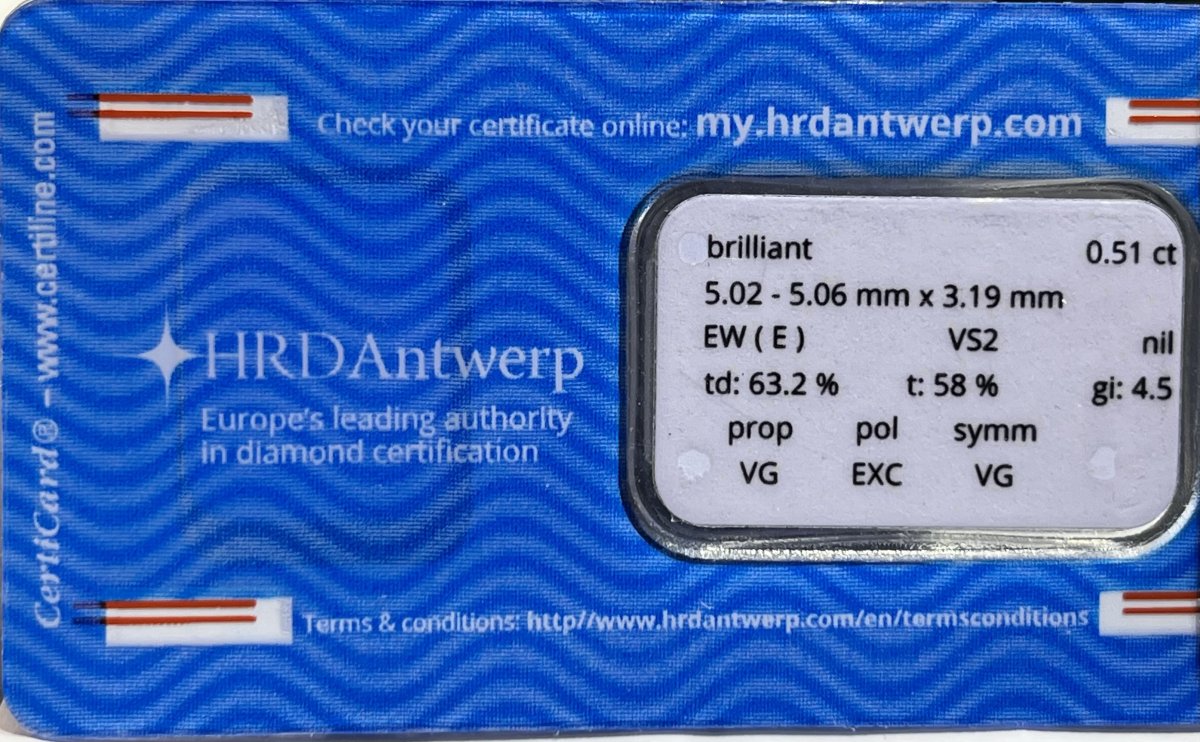 Check your certificate online: my.hrdantwerp.com
CertiCard® – www.certiline.com
HRDAntwerp
Europe's leading authority
in diamond certification
brilliant 0.51 ct
5.02 - 5.06 mm x 3.19 mm
EW ( E ) VS2 nil
td: 63.2 % t: 58 % gi: 4.5
prop pol symm
VG EXC VG
Terms & conditions: http//www.hrdantwerp.com/en/termsconditions